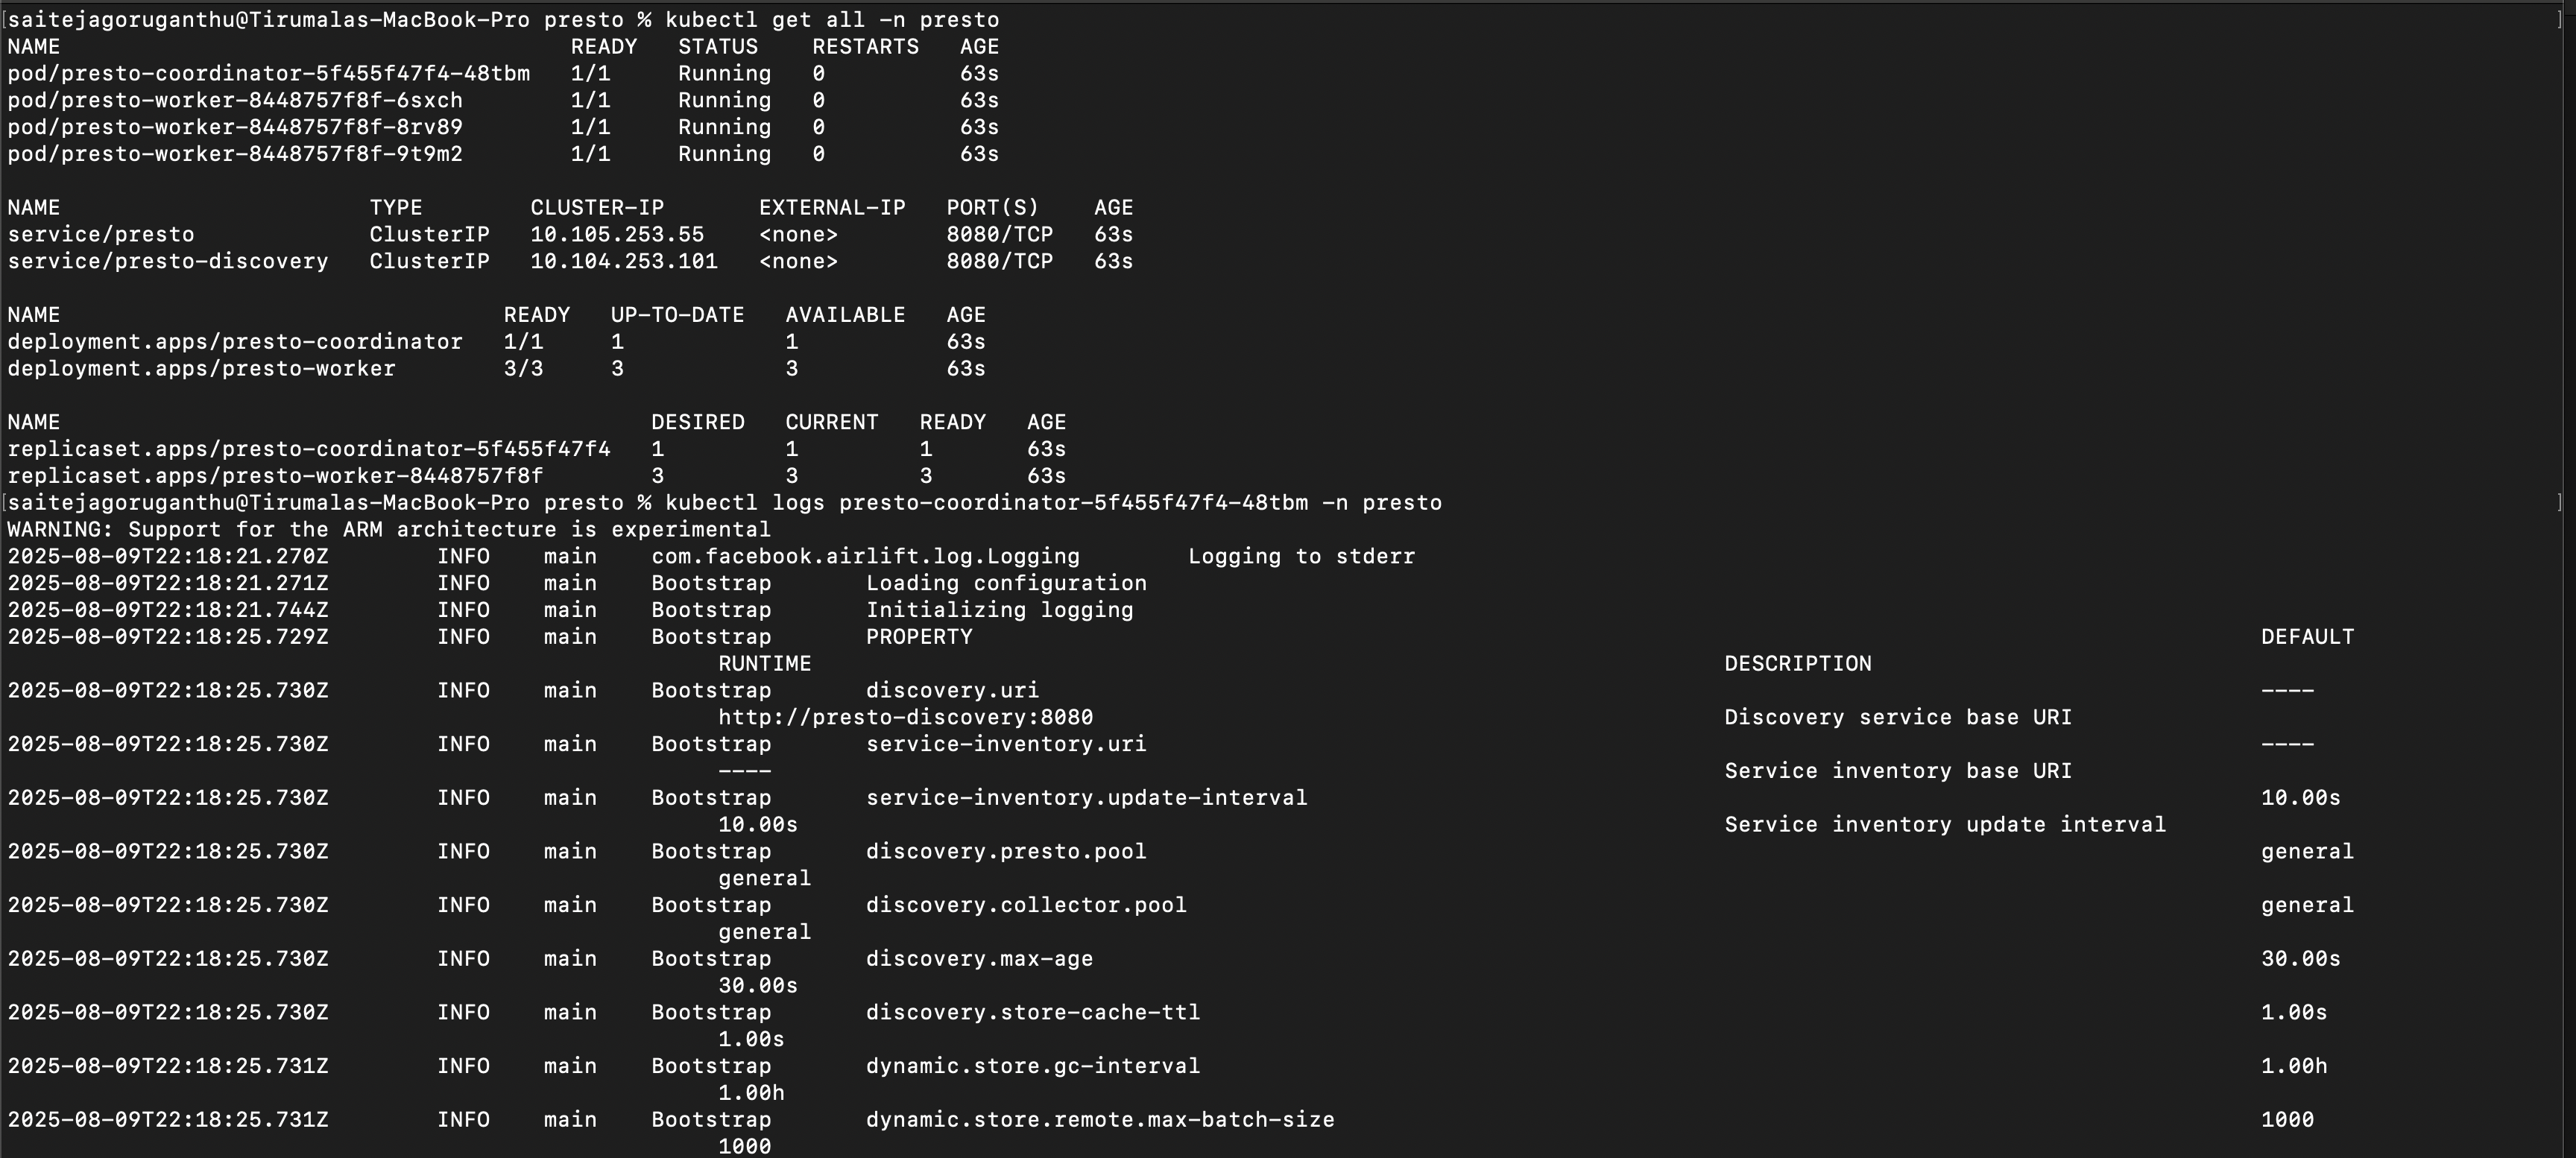 [saitejagoruganthu@Tirumalas-MacBook-Pro presto % kubectl get all -n presto ]
NAME READY STATUS RESTARTS AGE
pod/presto-coordinator-5f455f47f4-48tbm 1/1 Running 0 63s
pod/presto-worker-8448757f8f-6sxch 1/1 Running 0 63s
pod/presto-worker-8448757f8f-8rv89 1/1 Running 0 63s
pod/presto-worker-8448757f8f-9t9m2 1/1 Running 0 63s
NAME TYPE CLUSTER-IP EXTERNAL-IP PORT(S) AGE
service/presto ClusterIP 10.105.253.55 <none> 8080/TCP 63s
service/presto-discovery ClusterIP 10.104.253.101 <none> 8080/TCP 63s
NAME READY UP-TO-DATE AVAILABLE AGE
deployment.apps/presto-coordinator 1/1 1 1 63s
deployment.apps/presto-worker 3/3 3 3 63s
NAME DESIRED CURRENT READY AGE
replicaset.apps/presto-coordinator-5f455f47f4 1 1 1 63s
replicaset.apps/presto-worker-8448757f8f 3 3 3 63s
[saitejagoruganthu@Tirumalas-MacBook-Pro presto % kubectl logs presto-coordinator-5f455f47f4-48tbm -n presto ]
WARNING: Support for the ARM architecture is experimental
2025-08-09T22:18:21.270Z INFO main com.facebook.airlift.log.Logging Logging to stderr
2025-08-09T22:18:21.271Z INFO main Bootstrap Loading configuration
2025-08-09T22:18:21.744Z INFO main Bootstrap Initializing logging
2025-08-09T22:18:25.729Z INFO main Bootstrap PROPERTY DEFAULT
RUNTIME DESCRIPTION
2025-08-09T22:18:25.730Z INFO main Bootstrap discovery.uri ----
http://presto-discovery:8080 Discovery service base URI
2025-08-09T22:18:25.730Z INFO main Bootstrap service-inventory.uri ----
---- Service inventory base URI
2025-08-09T22:18:25.730Z INFO main Bootstrap service-inventory.update-interval 10.00s
10.00s Service inventory update interval
2025-08-09T22:18:25.730Z INFO main Bootstrap discovery.presto.pool general
general
2025-08-09T22:18:25.730Z INFO main Bootstrap discovery.collector.pool general
general
2025-08-09T22:18:25.730Z INFO main Bootstrap discovery.max-age 30.00s
30.00s
2025-08-09T22:18:25.730Z INFO main Bootstrap discovery.store-cache-ttl 1.00s
1.00s
2025-08-09T22:18:25.731Z INFO main Bootstrap dynamic.store.gc-interval 1.00h
1.00h
2025-08-09T22:18:25.731Z INFO main Bootstrap dynamic.store.remote.max-batch-size 1000
1000